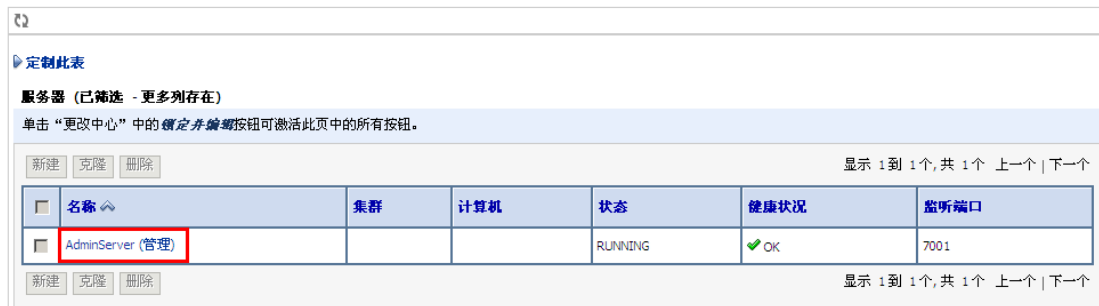 定制此表
服务器 (已筛选 - 更多列存在)
单击“更改中心”中的锁定并编辑按钮可激活此页中的所有按钮。
新建 克隆 删除 显示 1到 1个,共 1个 上一个 | 下一个
名称 集群 计算机 状态 健康状况 监听端口
AdminServer (管理) RUNNING OK 7001
新建 克隆 删除 显示 1到 1个,共 1个 上一个 | 下一个